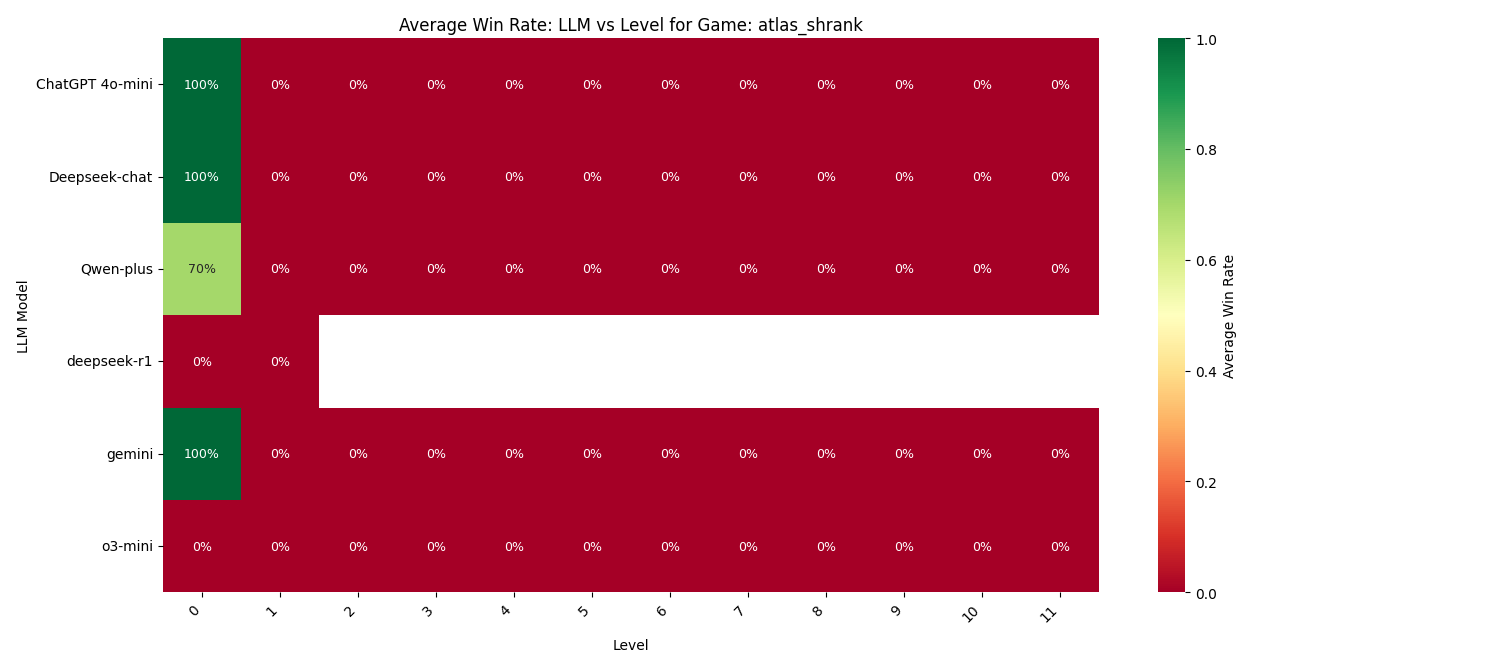 Average Win Rate: LLM vs Level for Game: atlas_shrank
LLM Model
ChatGPT 4o-mini 100% 0% 0% 0% 0% 0% 0% 0% 0% 0% 0% 0%
Deepseek-chat 100% 0% 0% 0% 0% 0% 0% 0% 0% 0% 0% 0%
Qwen-plus 70% 0% 0% 0% 0% 0% 0% 0% 0% 0% 0% 0%
deepseek-r1 0% 0%
gemini 100% 0% 0% 0% 0% 0% 0% 0% 0% 0% 0% 0%
o3-mini 0% 0% 0% 0% 0% 0% 0% 0% 0% 0% 0% 0%
0 1 2 3 4 5 6 7 8 9 10 11
Level
1.0
0.8
0.6
0.4
0.2
0.0
Average Win Rate